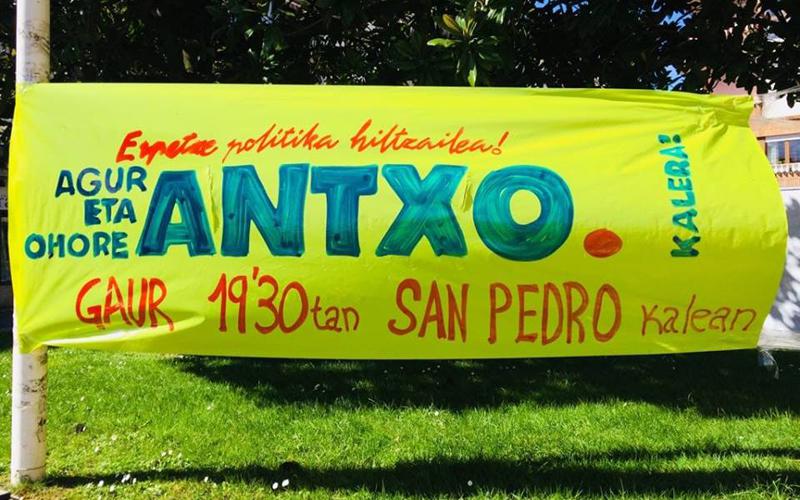 Espetxe politika hiltzailea!
AGUR
ETA
OHORE
ANTXO.
KALERA!
GAUR 19'30tan SAN PEDRO kalean